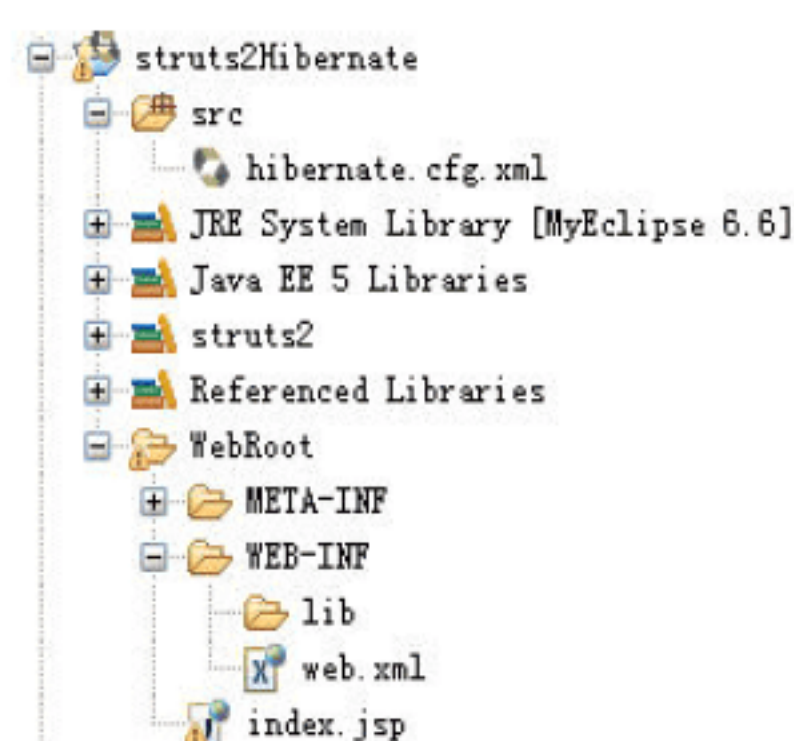 struts2Hibernate
src
hibernate.cfg.xml
JRE System Library [MyEclipse 6.6]
Java EE 5 Libraries
struts2
Referenced Libraries
WebRoot
META-INF
WEB-INF
lib
web.xml
index.jsp